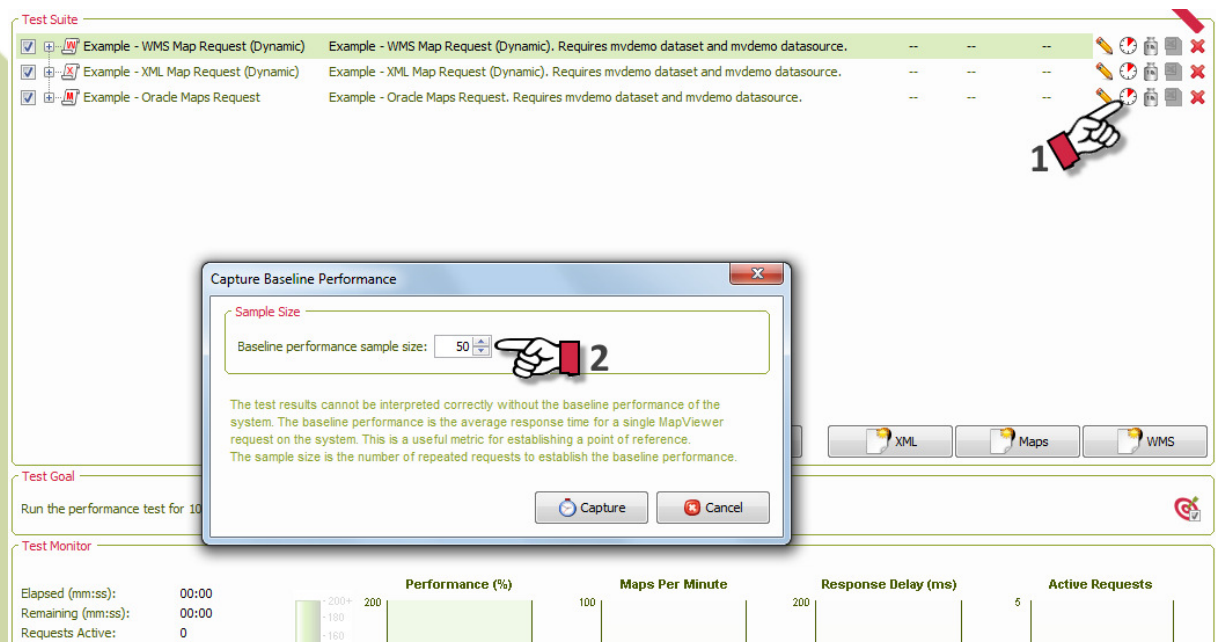 Test Suite
Example - WMS Map Request (Dynamic) Example - WMS Map Request (Dynamic). Requires mvdemo dataset and mvdemo datasource. -- -- --
Example - XML Map Request (Dynamic) Example - XML Map Request (Dynamic). Requires mvdemo dataset and mvdemo datasource. -- -- --
Example - Oracle Maps Request Example - Oracle Maps Request. Requires mvdemo dataset and mvdemo datasource. -- -- --
1
Capture Baseline Performance
Sample Size
Baseline performance sample size: 50
2
The test results cannot be interpreted correctly without the baseline performance of the
system. The baseline performance is the average response time for a single MapViewer
request on the system. This is a useful metric for establishing a point of reference.
The sample size is the number of repeated requests to establish the baseline performance.
XML Maps WMS
Capture Cancel
Test Goal
Run the performance test for 10
Test Monitor
Elapsed (mm:ss): 00:00
Remaining (mm:ss): 00:00
Requests Active: 0
Performance (%) Maps Per Minute Response Delay (ms) Active Requests
200+ 200 100 200 5
180
160